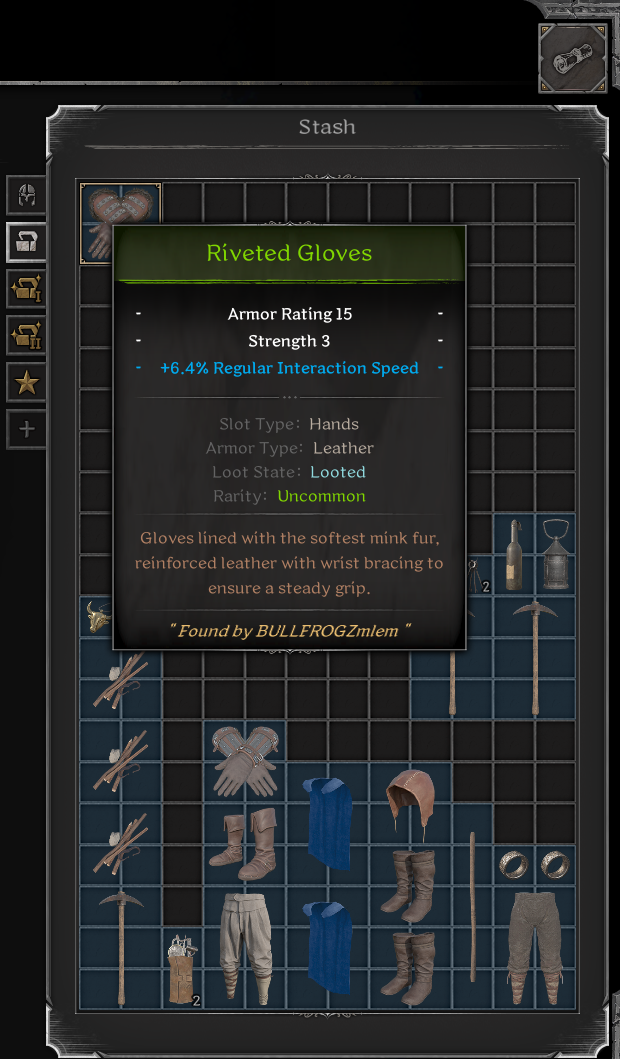 Stash
Riveted Gloves
- Armor Rating 15 -
- Strength 3 -
- +6.4% Regular Interaction Speed -
Slot Type: Hands
Armor Type: Leather
Loot State: Looted
Rarity: Uncommon
Gloves lined with the softest mink fur,
reinforced leather with wrist bracing to
ensure a steady grip.
"Found by BULLFROGZmlem"
I
II
2
2